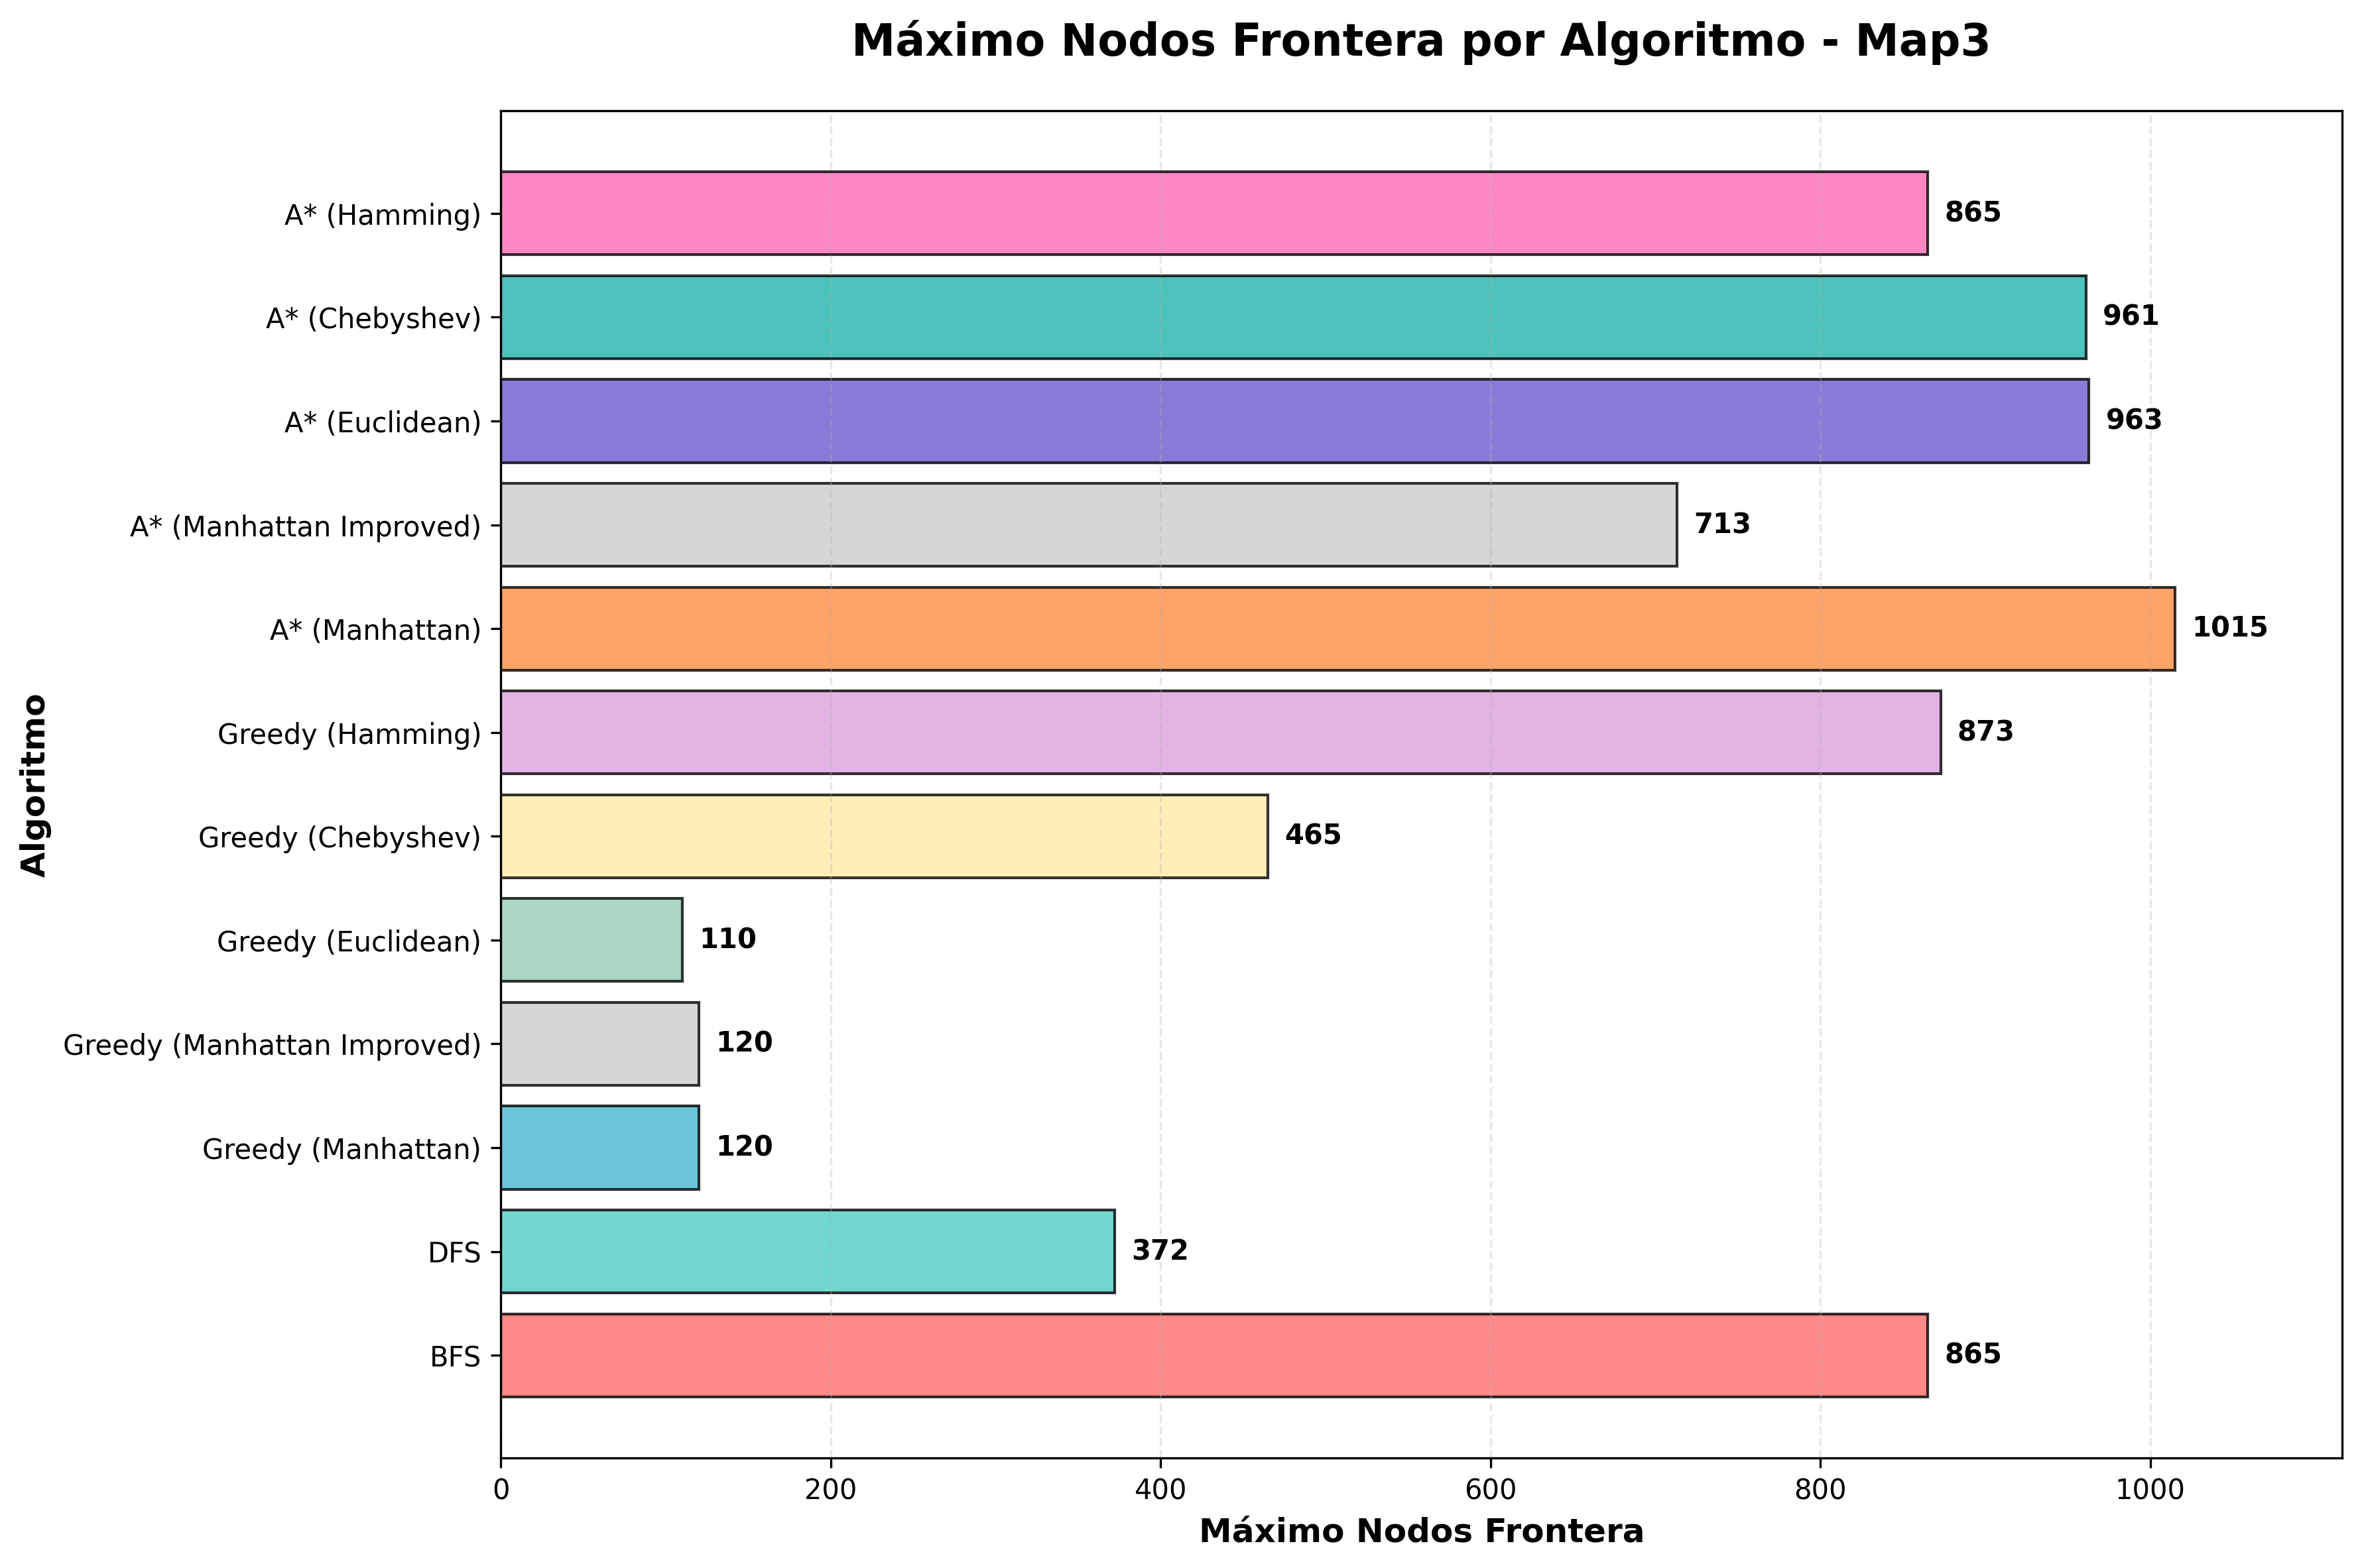 Máximo Nodos Frontera por Algoritmo - Map3
Algoritmo
A* (Hamming)
865
A* (Chebyshev)
961
A* (Euclidean)
963
A* (Manhattan Improved)
713
A* (Manhattan)
1015
Greedy (Hamming)
873
Greedy (Chebyshev)
465
Greedy (Euclidean)
110
Greedy (Manhattan Improved)
120
Greedy (Manhattan)
120
DFS
372
BFS
865
0 200 400 600 800 1000
Máximo Nodos Frontera